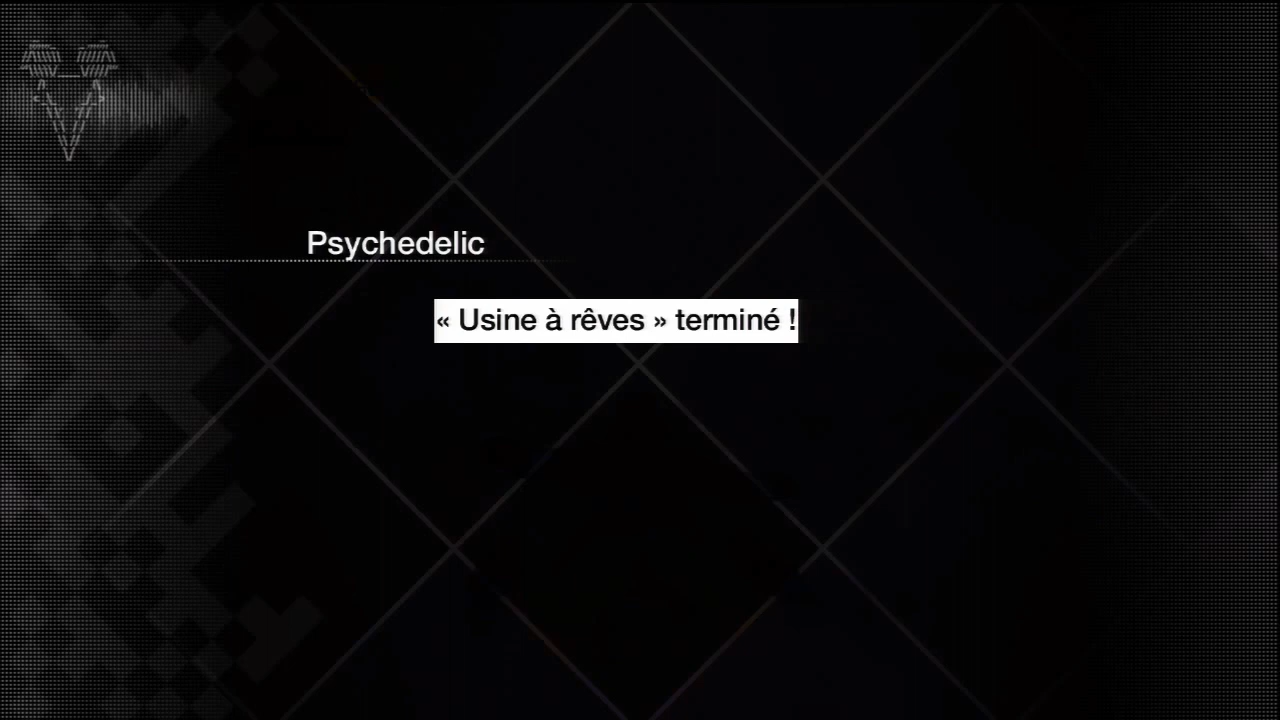 Psychedelic
« Usine à rêves » terminé !